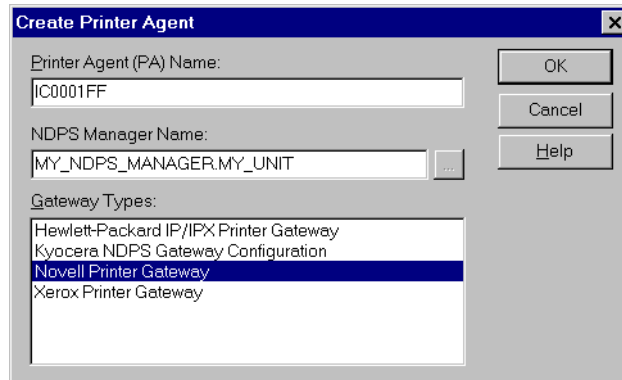 Create Printer Agent
Printer Agent (PA) Name:
IC0001FF
OK
Cancel
NDPS Manager Name:
MY_NDPS_MANAGER.MY_UNIT
...
Help
Gateway Types:
Hewlett-Packard IP/IPX Printer Gateway
Kyocera NDPS Gateway Configuration
Novell Printer Gateway
Xerox Printer Gateway